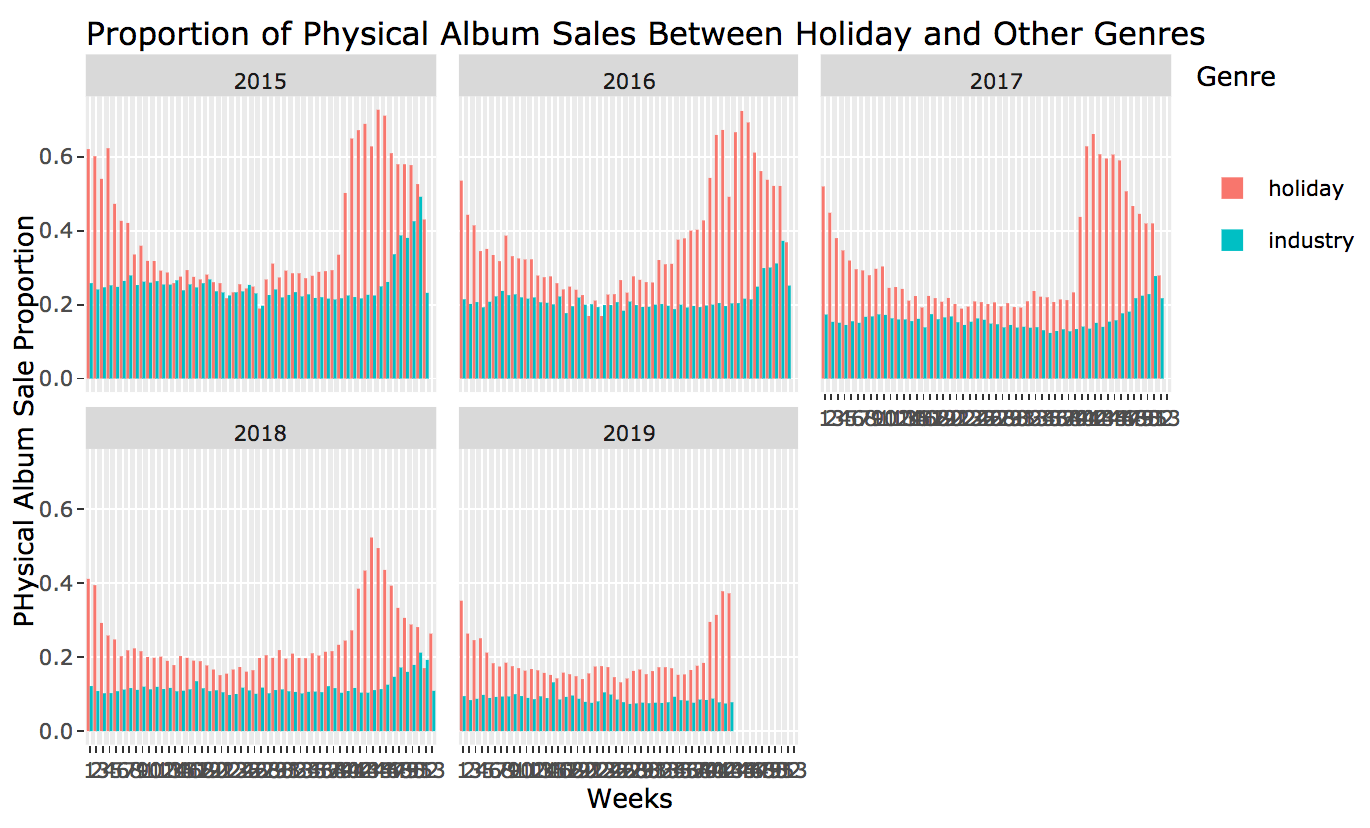 Proportion of Physical Album Sales Between Holiday and Other Genres
2015
2016
2017
Genre
holiday
industry
0.6
0.4
0.2
0.0
2018
2019
0.6
0.4
0.2
0.0
PHysical Album Sale Proportion
Weeks